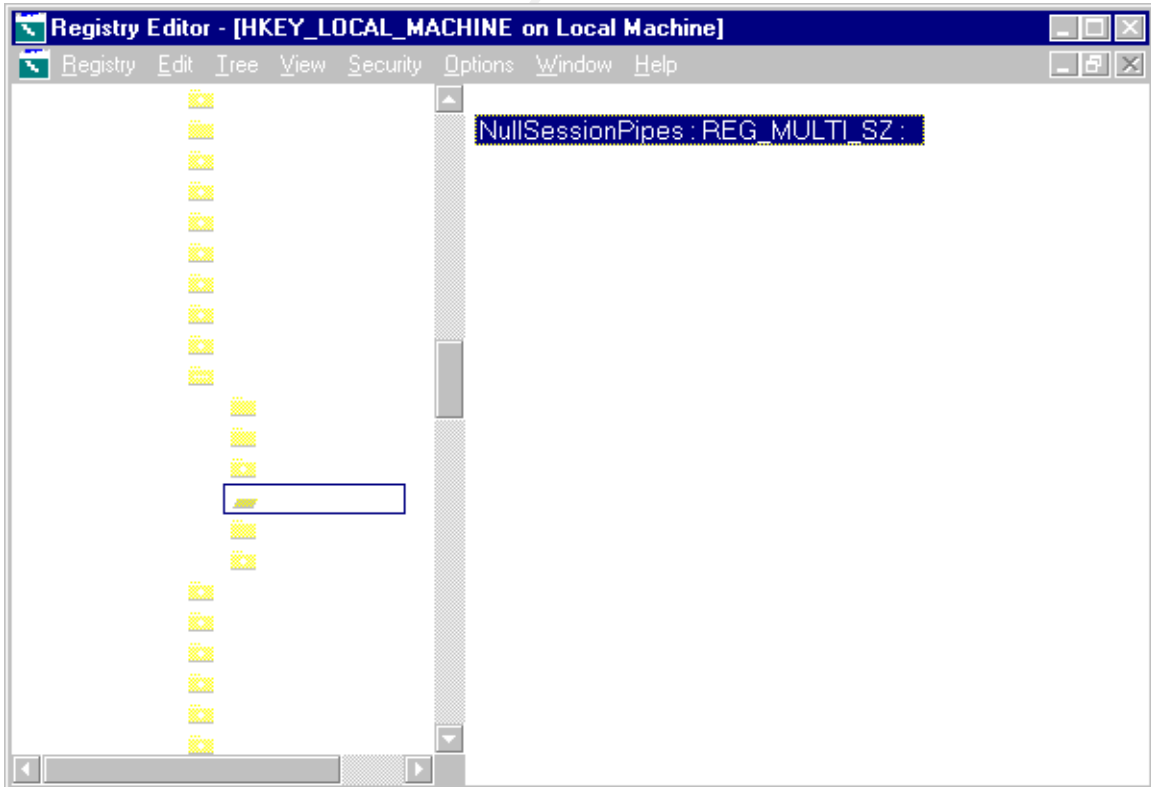 Registry Editor - [HKEY_LOCAL_MACHINE on Local Machine]
Registry Edit Tree View Security Options Window Help
NullSessionPipes : REG_MULTI_SZ :